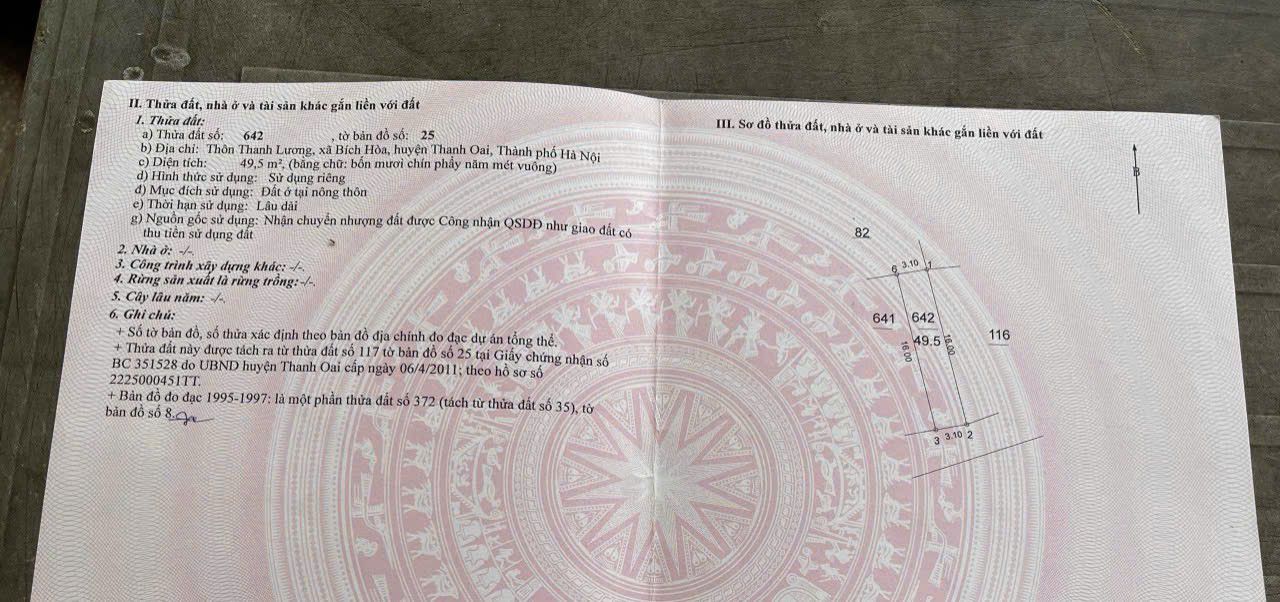 II. Thửa đất, nhà ở và tài sản khác gắn liền với đất
1. Thửa đất:
a) Thửa đất số: 642 , tờ bản đồ số: 25
b) Địa chỉ: Thôn Thanh Lương, xã Bích Hòa, huyện Thanh Oai, Thành phố Hà Nội
c) Diện tích: 49,5 m², (bằng chữ: bốn mươi chín phẩy năm mét vuông)
d) Hình thức sử dụng: Sử dụng riêng
đ) Mục đích sử dụng: Đất ở tại nông thôn
e) Thời hạn sử dụng: Lâu dài
g) Nguồn gốc sử dụng: Nhận chuyển nhượng đất được Công nhận QSDĐ như giao đất có
thu tiền sử dụng đất
2. Nhà ở: -/-.
3. Công trình xây dựng khác: -/-.
4. Rừng sản xuất là rừng trồng: -/-.
5. Cây lâu năm: -/-.
6. Ghi chú:
+ Số tờ bản đồ, số thửa xác định theo bản đồ địa chính đo đạc dự án tổng thể.
+ Thửa đất này được tách ra từ thửa đất số 117 tờ bản đồ số 25 tại Giấy chứng nhận số
BC 351528 do UBND huyện Thanh Oai cấp ngày 06/4/2011; theo hồ sơ số
2225000451TT.
+ Bản đồ đo đạc 1995-1997: là một phần thửa đất số 372 (tách từ thửa đất số 35), tờ
bản đồ số 8.
III. Sơ đồ thửa đất, nhà ở và tài sản khác gắn liền với đất
B
82
6 3.10 1
641 642 116
49.5
16.00 16.00
3 3.10 2